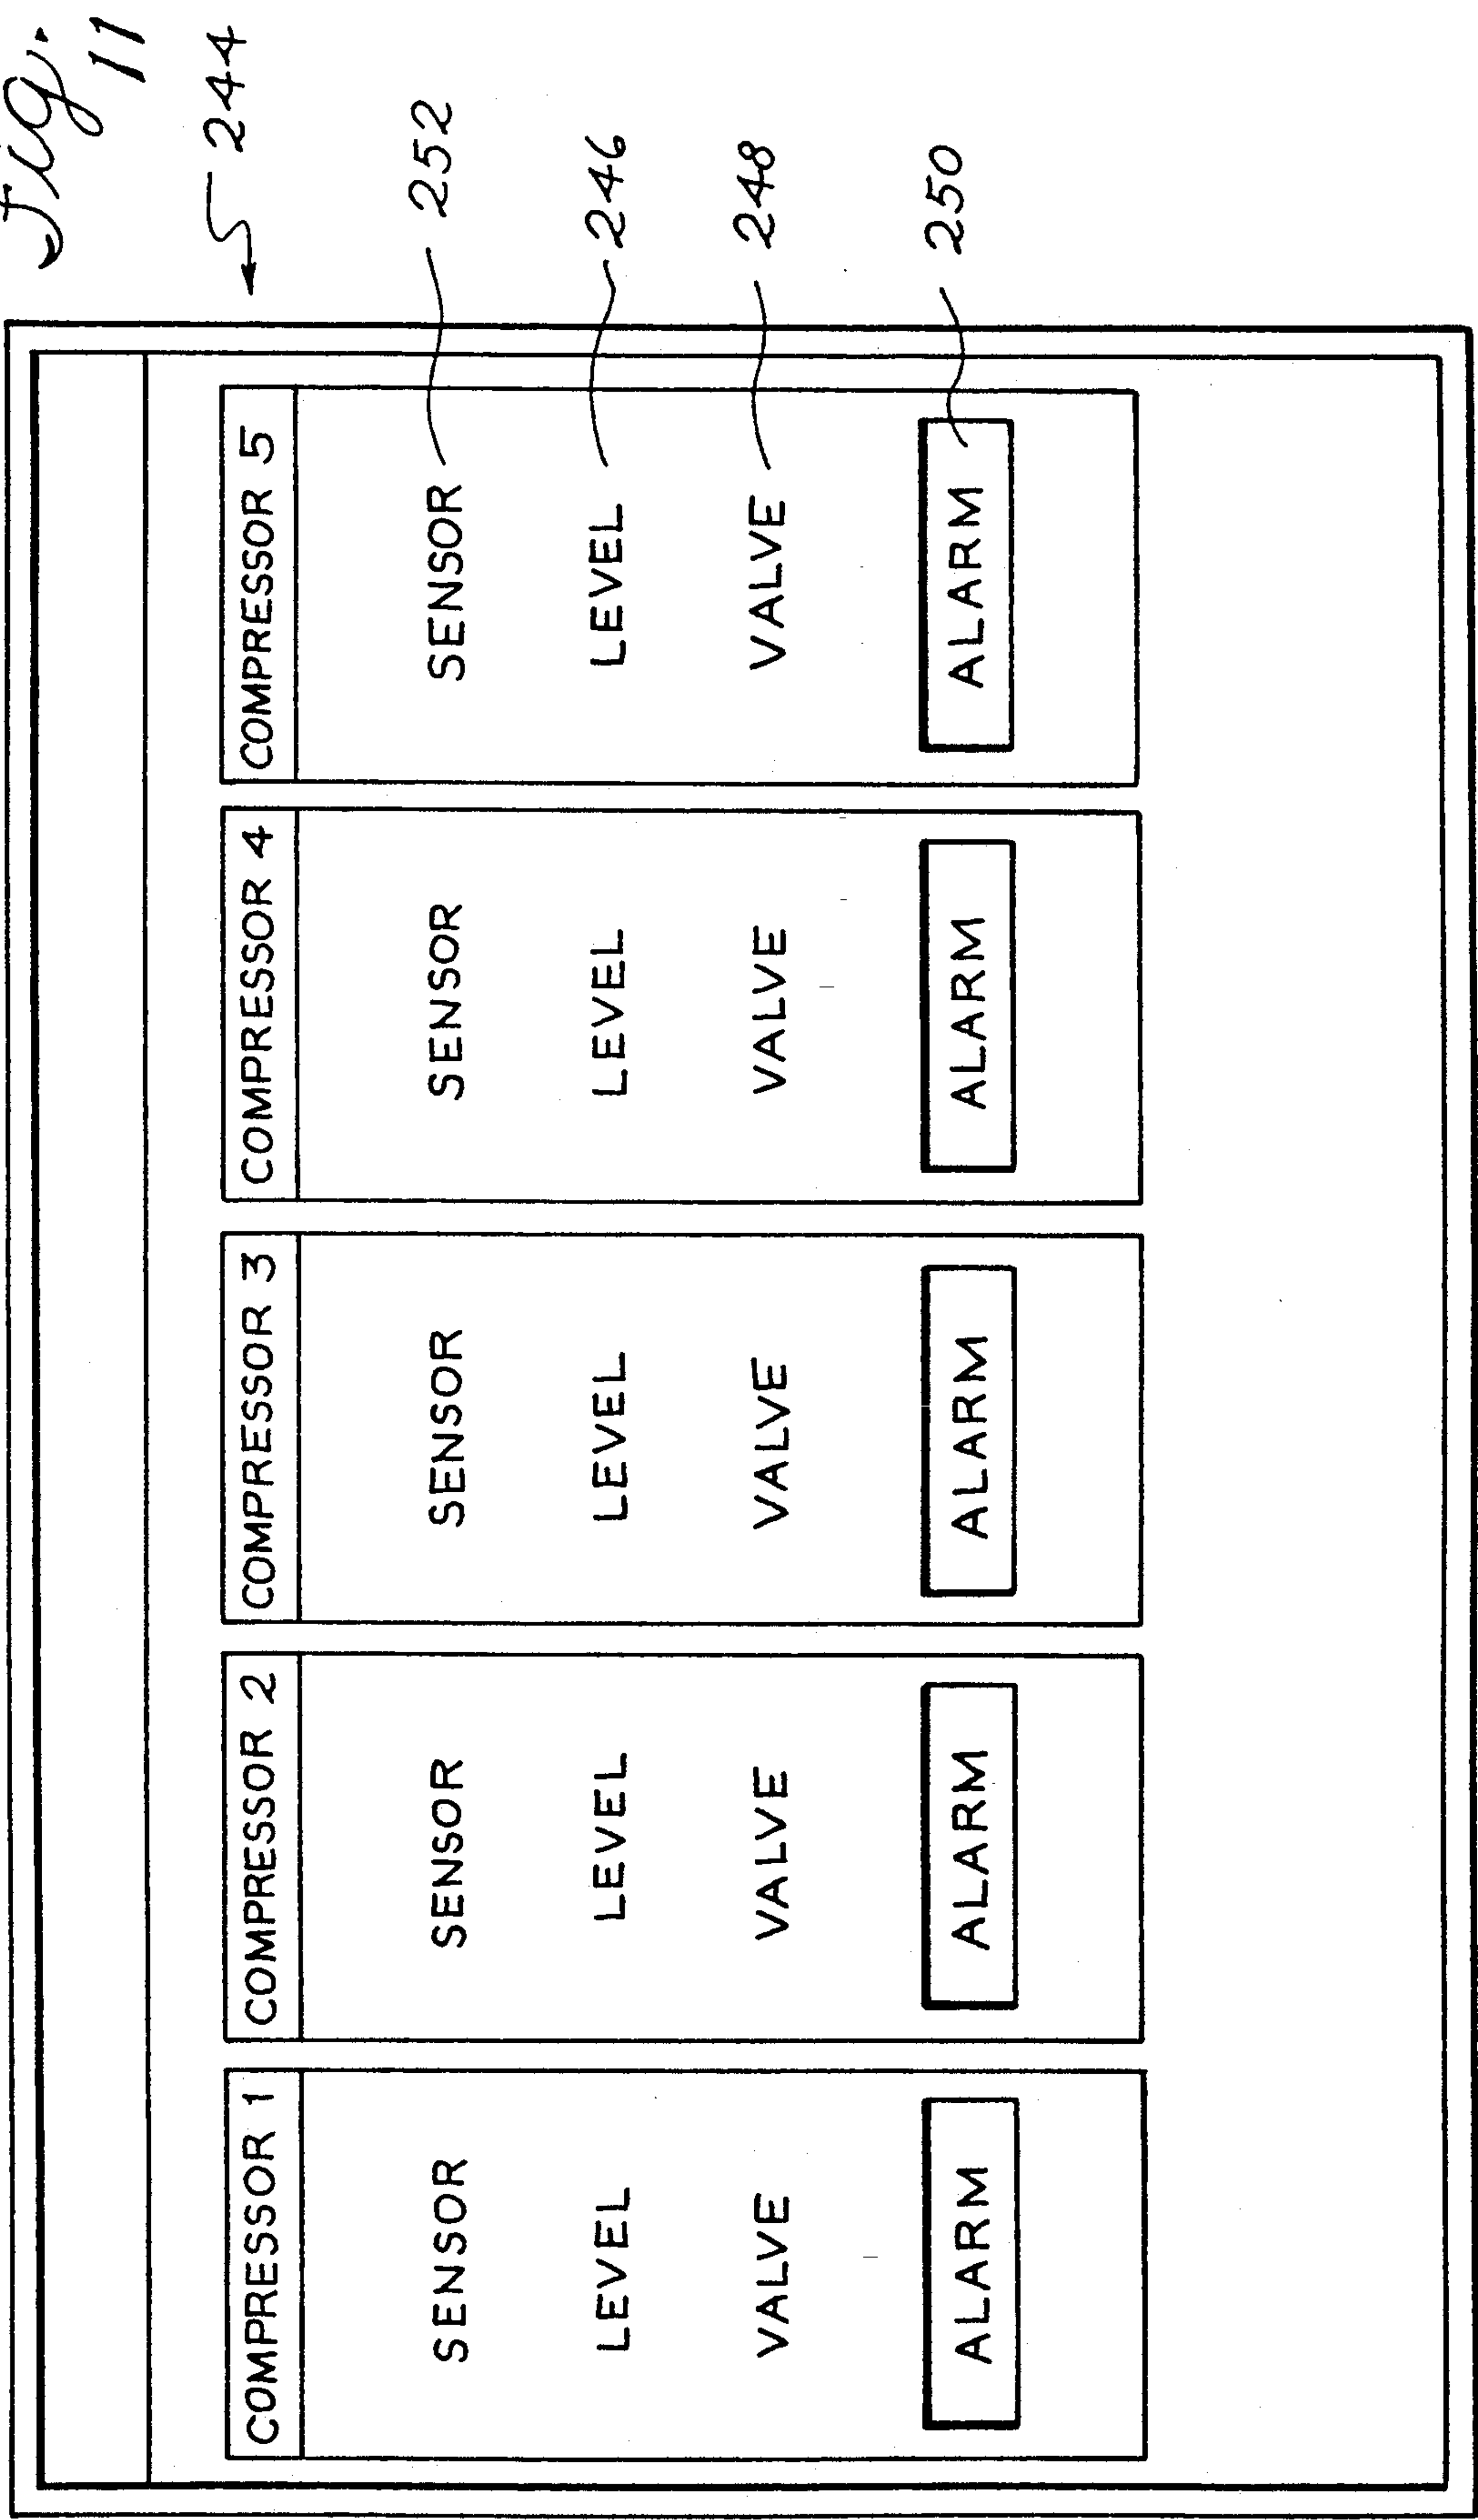 Fig. 11
244
COMPRESSOR 1 COMPRESSOR 2 COMPRESSOR 3 COMPRESSOR 4 COMPRESSOR 5
SENSOR SENSOR SENSOR SENSOR SENSOR 252
LEVEL LEVEL LEVEL LEVEL LEVEL 246
VALVE VALVE VALVE VALVE VALVE 248
ALARM ALARM ALARM ALARM ALARM 250